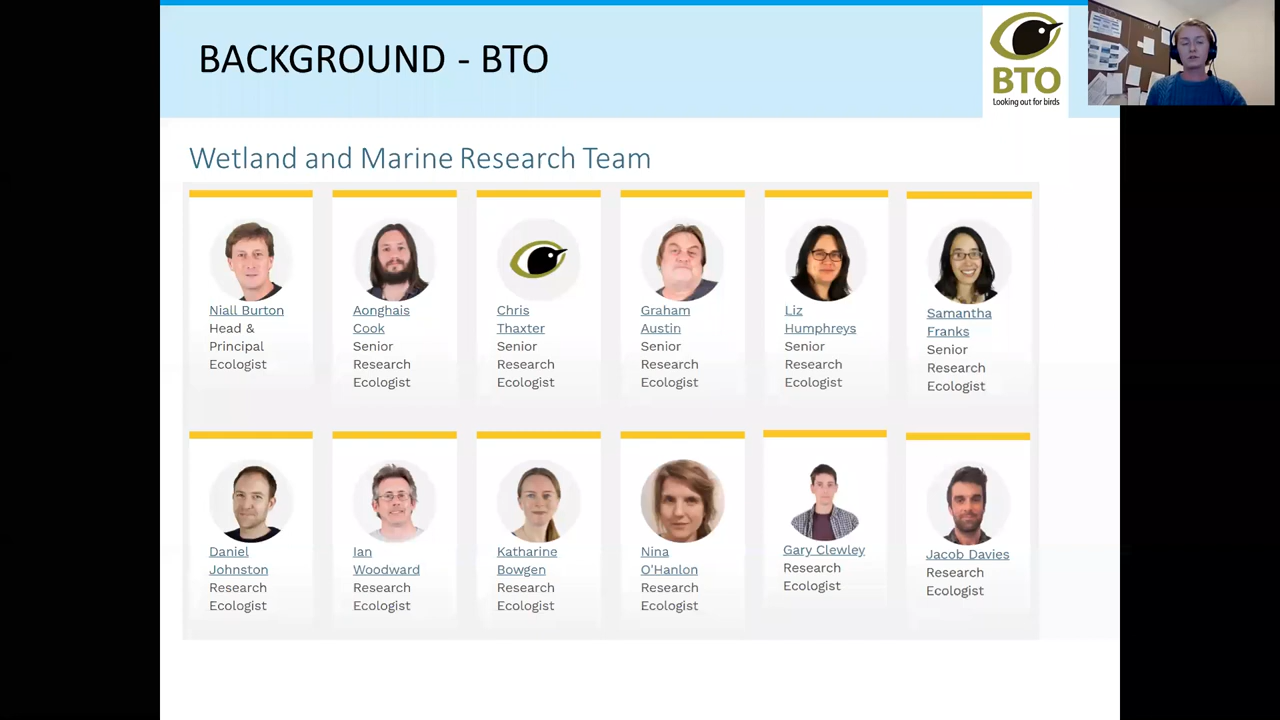 BACKGROUND - BTO
BTO
Looking out for birds
Wetland and Marine Research Team
Niall Burton
Head &
Principal
Ecologist
Aonghais
Cook
Senior
Research
Ecologist
Chris
Thaxter
Senior
Research
Ecologist
Graham
Austin
Senior
Research
Ecologist
Liz
Humphreys
Senior
Research
Ecologist
Samantha
Franks
Senior
Research
Ecologist
Daniel
Johnston
Research
Ecologist
Ian
Woodward
Research
Ecologist
Katharine
Bowgen
Research
Ecologist
Nina
O'Hanlon
Research
Ecologist
Gary Clewley
Research
Ecologist
Jacob Davies
Research
Ecologist